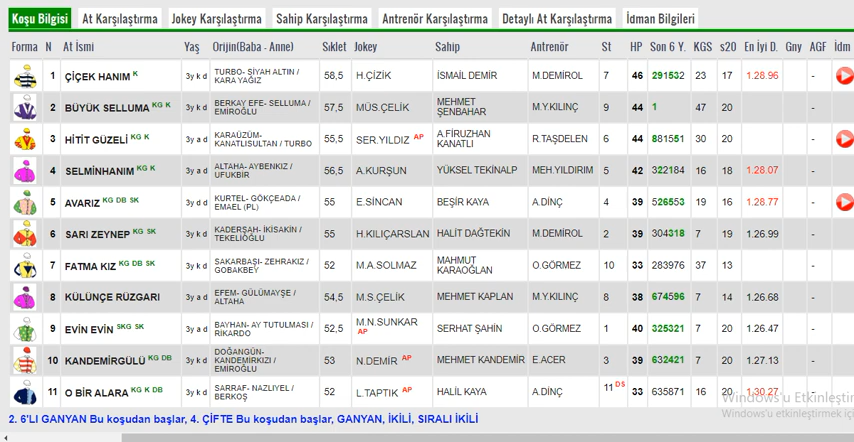 Koşu Bilgisi At Karşılaştırma Jokey Karşılaştırma Sahip Karşılaştırma Antrenör Karşılaştırma Detaylı At Karşılaştırma İdman Bilgileri
Forma N At İsmi Yaş Orijin(Baba - Anne) Sıklet Jokey Sahip Antrenör St HP Son 6 Y. KGS s20 En İyi D. Gny AGF İdm
1 ÇİÇEK HANIM K 3y k d TURBO- SİYAH ALTIN / KARA YAĞIZ 58,5 H.ÇİZİK İSMAİL DEMİR M.DEMİROL 7 46 291532 23 17 1.28.96 -
2 BÜYÜK SELLUMA KG K 3y k d BERKAY EFE- SELLUMA / EMİROĞLU 57,5 MÜS.ÇELİK MEHMET ŞENBAHAR M.Y.KILINÇ 9 44 1 47 20 -
3 HİTİT GÜZELİ KG K 3y a d KARAÜZÜM- KANATLISULTAN / TURBO 55,5 SER.YILDIZ AP A.FİRUZHAN KANATLI R.TAŞDELEN 6 44 881551 30 20 -
4 SELMİNHANIM KG K 3y a d ALTAHA- AYBENKIZ / UFUKBİR 56,5 A.KURŞUN YÜKSEL TEKİNALP MEH.YILDIRIM 5 42 322184 16 18 1.28.07 -
5 AVARIZ KG DB SK 3y d d KURTEL- GÖKÇEADA / EMAEL (PL) 55 E.SİNCAN BEŞİR KAYA A.DİNÇ 4 39 526553 19 16 1.28.77 -
6 SARI ZEYNEP KG SK 3y k d KADERŞAH- İKİSAKİN / TEKELİOĞLU 55 H.KILIÇARSLAN HALİT DAĞTEKİN M.DEMİROL 2 39 304318 7 19 1.26.99 -
7 FATMA KIZ KG DB SK 3y k d SAKARBAŞI- ZEHRAKIZ / GOBAKBEY 52 M.A.SOLMAZ MAHMUT KARAOĞLAN O.GÖRMEZ 10 33 283976 37 13 -
8 KÜLÜNÇE RÜZGARI 3y a d EFEM- GÜLÜMAYŞE / ALTAHA 54,5 M.S.ÇELİK MEHMET KAPLAN M.Y.KILINÇ 8 38 674596 7 14 1.26.68 -
9 EVİN EVİN SKG SK 3y a d BAYHAN- AY TUTULMASI / RİKARDO 52,5 M.N.SUNKAR AP SERHAT ŞAHİN O.GÖRMEZ 1 40 325321 7 20 1.26.47 -
10 KANDEMİRGÜLÜ KG DB 3y a d DOĞANGÜN- KANDEMİRKIZI / EMİROĞLU 53 N.DEMİR AP MEHMET KANDEMİR E.ACER 3 39 632421 7 20 1.27.13 -
11 O BİR ALARA KG K DB 3y k d SARRAF- NAZLIYEL / BERKOŞ 52 L.TAPTIK AP HALİL KAYA A.DİNÇ 11 DS 33 635871 16 20 1.30.27 -
Windows'u Etkinleştir
Windows'u etkinleştirmek için
2. 6'LI GANYAN Bu koşudan başlar, 4. ÇİFTE Bu koşudan başlar, GANYAN, İKİLİ, SIRALI İKİLİ